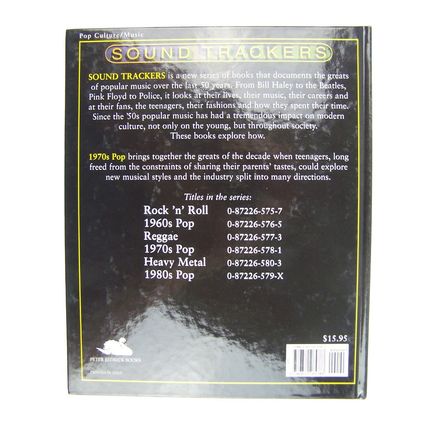 Pop Culture/Music
SOUND TRACKERS
SOUND TRACKERS is a new series of books that documents the greats
of popular music over the last 50 years. From Bill Haley to the Beatles,
Pink Floyd to Police, it looks at their lives, their music, their careers and
at their fans, the teenagers, their fashions and how they spent their time.
Since the '50s popular music has had a tremendous impact on modern
culture, not only on the young, but throughout society.
These books explore how.
1970s Pop brings together the greats of the decade when teenagers, long
freed from the constraints of sharing their parents' tastes, could explore
new musical styles and the industry split into many directions.
Titles in the series:
Rock 'n' Roll 0-87226-575-7
1960s Pop 0-87226-576-5
Reggae 0-87226-577-3
1970s Pop 0-87226-578-1
Heavy Metal 0-87226-580-3
1980s Pop 0-87226-579-X
$15.95
PETER BEDRICK BOOKS